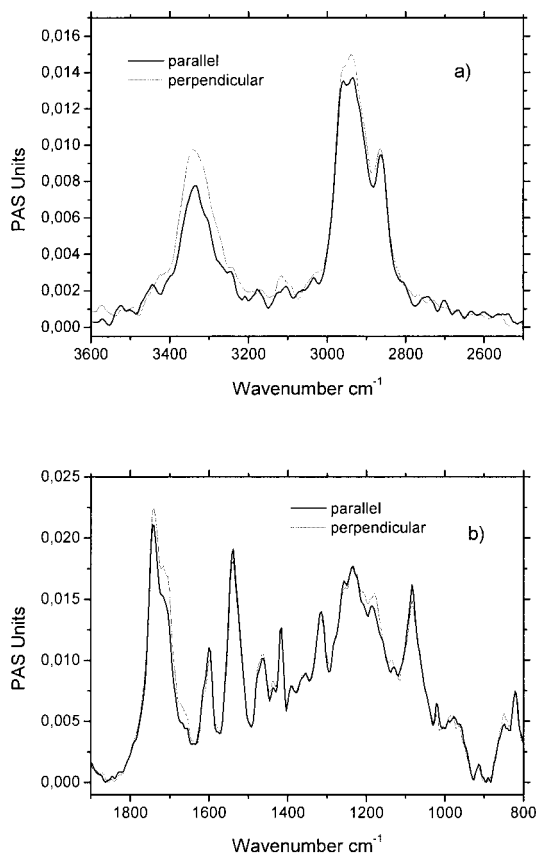 0,016
0,014
0,012
0,010
0,008
0,006
0,004
0,002
0,000
PAS Units
parallel
perpendicular
a)
3600 3400 3200 3000 2800 2600
Wavenumber cm⁻¹
0,025
0,020
0,015
0,010
0,005
0,000
PAS Units
parallel
perpendicular
b)
1800 1600 1400 1200 1000 800
Wavenumber cm⁻¹